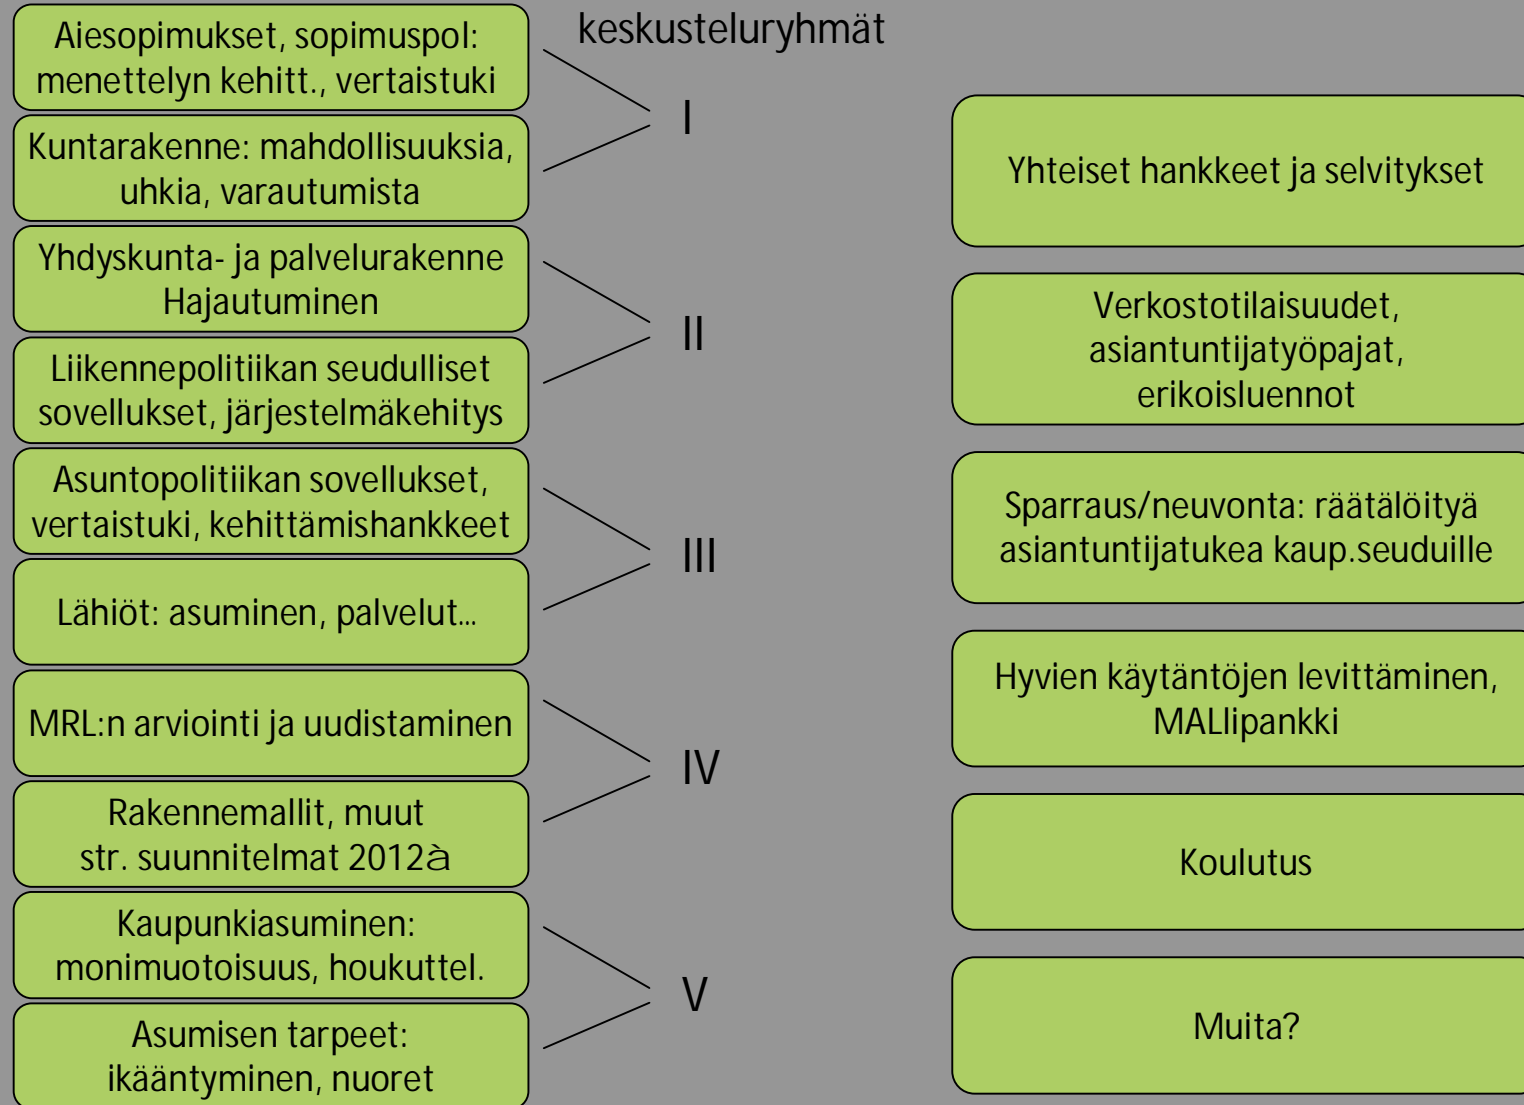 keskusteluryhmät
Aiesopimukset, sopimuspol:
menettelyn kehitt., vertaistuki
Kuntarakenne: mahdollisuuksia,
uhkia, varautumista
I
Yhdyskunta- ja palvelurakenne
Hajautuminen
Liikennepolitiikan seudulliset
sovellukset, järjestelmäkehitys
II
Asuntopolitiikan sovellukset,
vertaistuki, kehittämishankkeet
Lähiöt: asuminen, palvelut…
III
MRL:n arviointi ja uudistaminen
Rakennemallit, muut
str. suunnitelmat 2012à
IV
Kaupunkiasuminen:
monimuotoisuus, houkuttel.
Asumisen tarpeet:
ikääntyminen, nuoret
V
Yhteiset hankkeet ja selvitykset
Verkostotilaisuudet,
asiantuntijatyöpajat,
erikoisluennot
Sparraus/neuvonta: räätälöityä
asiantuntijatukea kaup.seuduille
Hyvien käytäntöjen levittäminen,
MALlipankki
Koulutus
Muita?